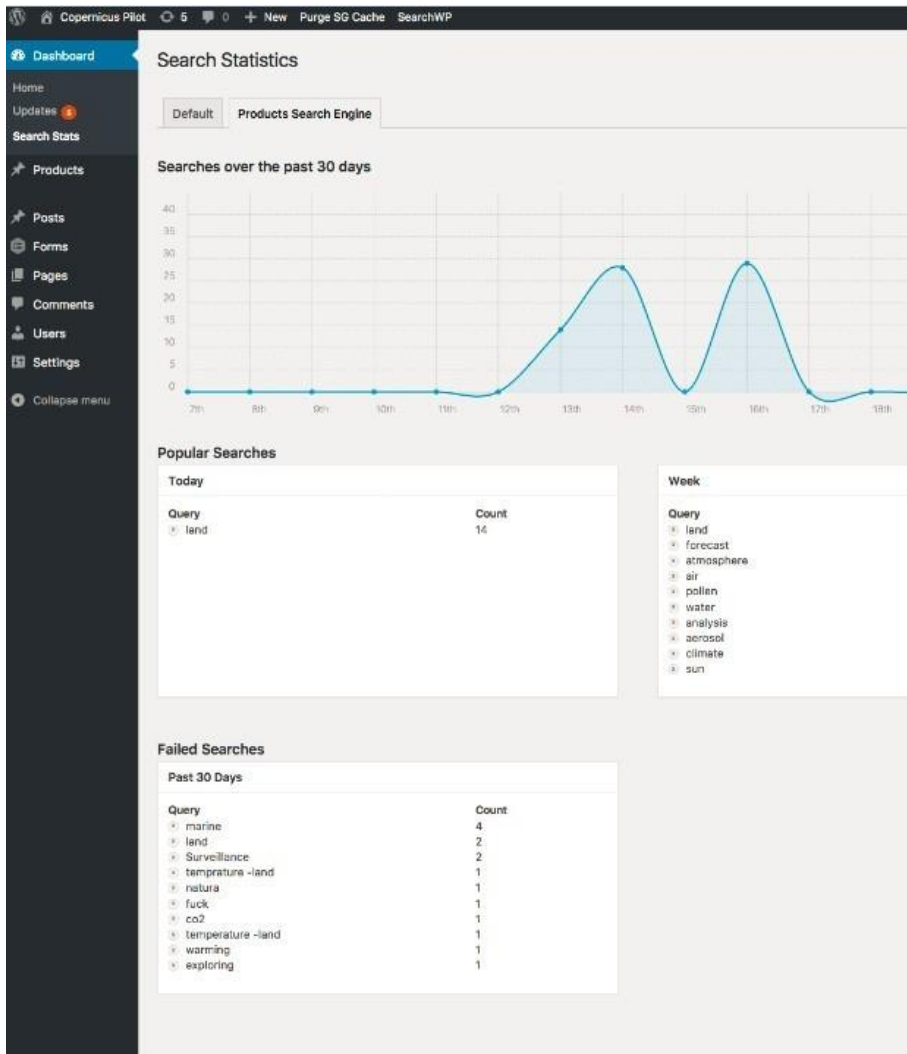 Copernicus Pilot 5 0 + New Purge SG Cache SearchWP
Dashboard
Home
Updates
Search Stats
Products
Posts
Forms
Pages
Comments
Users
Settings
Collapse menu
Search Statistics
Default Products Search Engine
Searches over the past 30 days
40
35
30
25
20
15
10
5
0
7th 8th 9th 10th 11th 12th 13th 14th 15th 16th 17th 18th
Popular Searches
Today
Query Count
land 14
Week
Query
land
forecast
atmosphere
air
pollen
water
analysis
aerosol
climate
sun
Failed Searches
Past 30 Days
Query Count
marine 4
land 2
Surveillance 2
temprature -land 1
natura 1
fuck 1
co2 1
temperature -land 1
warming 1
exploring 1